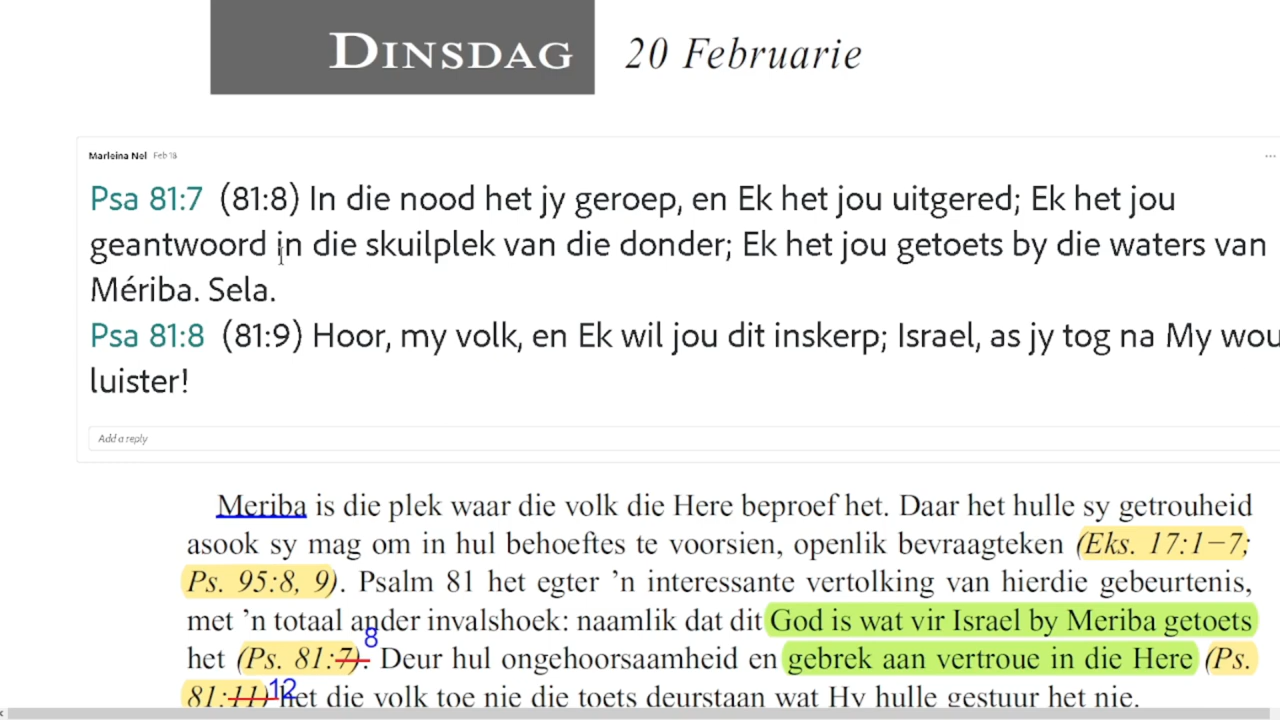 DINSDAG 20 Februarie
Marleina Nel Feb 18
Psa 81:7 (81:8) In die nood het jy geroep, en Ek het jou uitgered; Ek het jou
geantwoord in die skuilplek van die donder; Ek het jou getoets by die waters van
Mériba. Sela.
Psa 81:8 (81:9) Hoor, my volk, en Ek wil jou dit inskerp; Israel, as jy tog na My wou
luister!
Add a reply
Meriba is die plek waar die volk die Here beproef het. Daar het hulle sy getrouheid
asook sy mag om in hul behoeftes te voorsien, openlik bevraagteken (Eks. 17:1–7;
Ps. 95:8, 9). Psalm 81 het egter ’n interessante vertolking van hierdie gebeurtenis,
met ’n totaal ander invalshoek: naamlik dat dit God is wat vir Israel by Meriba getoets
8
het (Ps. 81:7). Deur hul ongehoorsaamheid en gebrek aan vertroue in die Here (Ps.
81:11) 12 het die volk toe nie die toets deurstaan wat Hy hulle gestuur het nie.